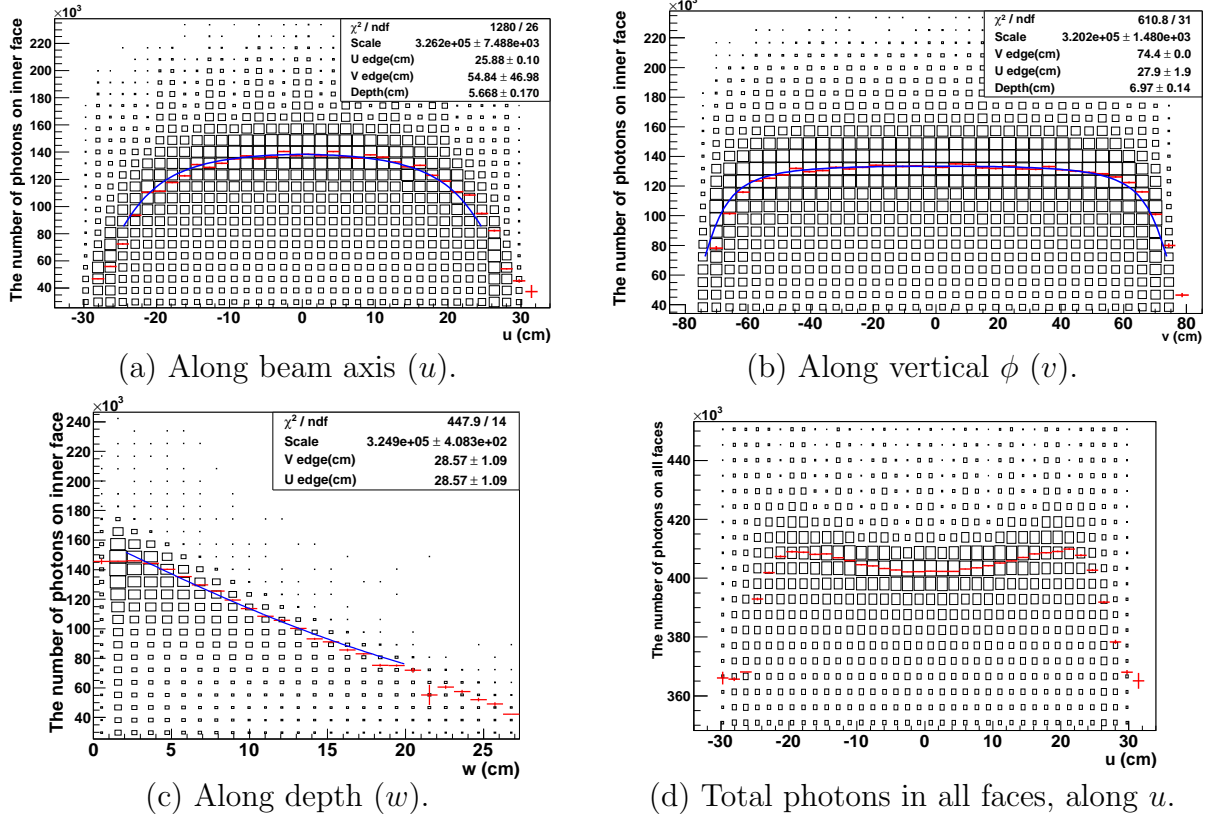 ×10³
The number of photons on inner face
220
200
180
160
140
120
100
80
60
40
χ² / ndf 1280 / 26
Scale 3.262e+05 ± 7.488e+03
U edge(cm) 25.88 ± 0.10
V edge(cm) 54.84 ± 46.98
Depth(cm) 5.668 ± 0.170
-30 -20 -10 0 10 20 30
u (cm)
(a) Along beam axis (u).
×10³
The number of photons on inner face
220
200
180
160
140
120
100
80
60
40
χ² / ndf 610.8 / 31
Scale 3.202e+05 ± 1.480e+03
V edge(cm) 74.4 ± 0.0
U edge(cm) 27.9 ± 1.9
Depth(cm) 6.97 ± 0.14
-80 -60 -40 -20 0 20 40 60 80
v (cm)
(b) Along vertical ϕ (v).
×10³
The number of photons on inner face
240
220
200
180
160
140
120
100
80
60
40
χ² / ndf 447.9 / 14
Scale 3.249e+05 ± 4.083e+02
V edge(cm) 28.57 ± 1.09
U edge(cm) 28.57 ± 1.09
0 5 10 15 20 25
w (cm)
(c) Along depth (w).
×10³
The number of photons on all faces
440
420
400
380
360
-30 -20 -10 0 10 20 30
u (cm)
(d) Total photons in all faces, along u.